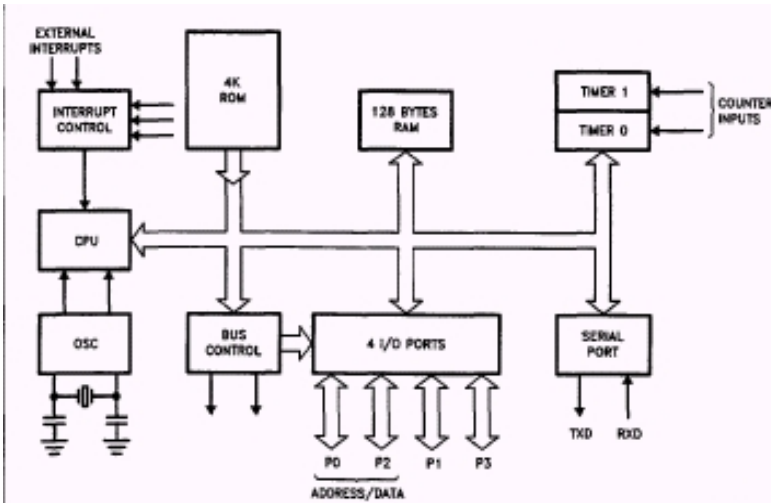 EXTERNAL
INTERRUPTS
INTERRUPT
CONTROL
4K
ROM
128 BYTES
RAM
TIMER 1
TIMER 0
COUNTER
INPUTS
CPU
OSC
BUS
CONTROL
4 I/O PORTS
SERIAL
PORT
TXD
RXD
P0
P2
P1
P3
ADDRESS/DATA